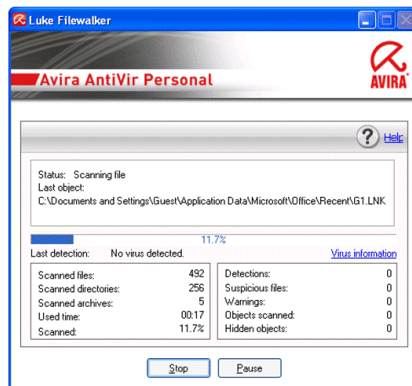 Luke Filewalker
Avira AntiVir Personal
AVIRA
? Help
Status: Scanning file
Last object:
C:\Documents and Settings\Guest\Application Data\Microsoft\Office\Recent\G1.LNK
11.7%
Last detection: No virus detected. Virus information
Scanned files: 492
Scanned directories: 256
Scanned archives: 5
Used time: 00:17
Scanned: 11.7%
Detections: 0
Suspicious files: 0
Warnings: 0
Objects scanned: 0
Hidden objects: 0
Stop Pause